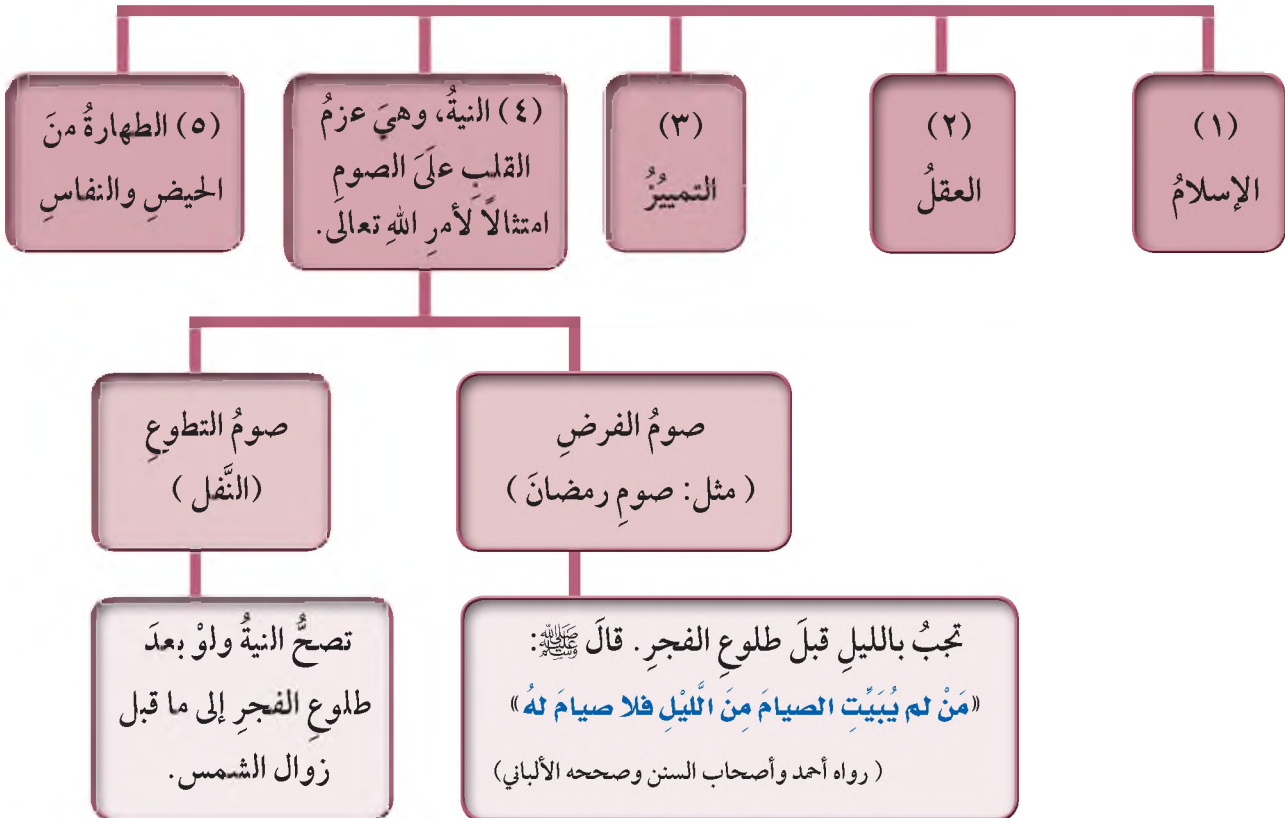 (١)
الإسلامُ
(٢)
العقلُ
(٣)
التمييُزُ
(٤) النيةُ، وهيَ عزمُ
القلبِ علَىَ الصومِ
امتثالًا لأمرِ اللهِ تعالَى.
(٥) الطهارةُ منَ
الحيضِ والنفاسِ
صومُ الفرضِ
( مثل: صومِ رمضانَ )
تجبُ بالليلِ قبلَ طلوعِ الفجرِ. قالَ ﷺ:
«مَنْ لم يُبَيِّتِ الصيامَ مِنَ الَّليْلِ فلا صيامَ لهُ»
( رواه أحمد وأصحاب السنن وصححه الألباني)
صومُ التطوعِ
(النَّفل )
تصحُّ النيةُ ولوْ بعدَ
طلوعِ الفجرِ إلى ما قبل
زوال الشمس.